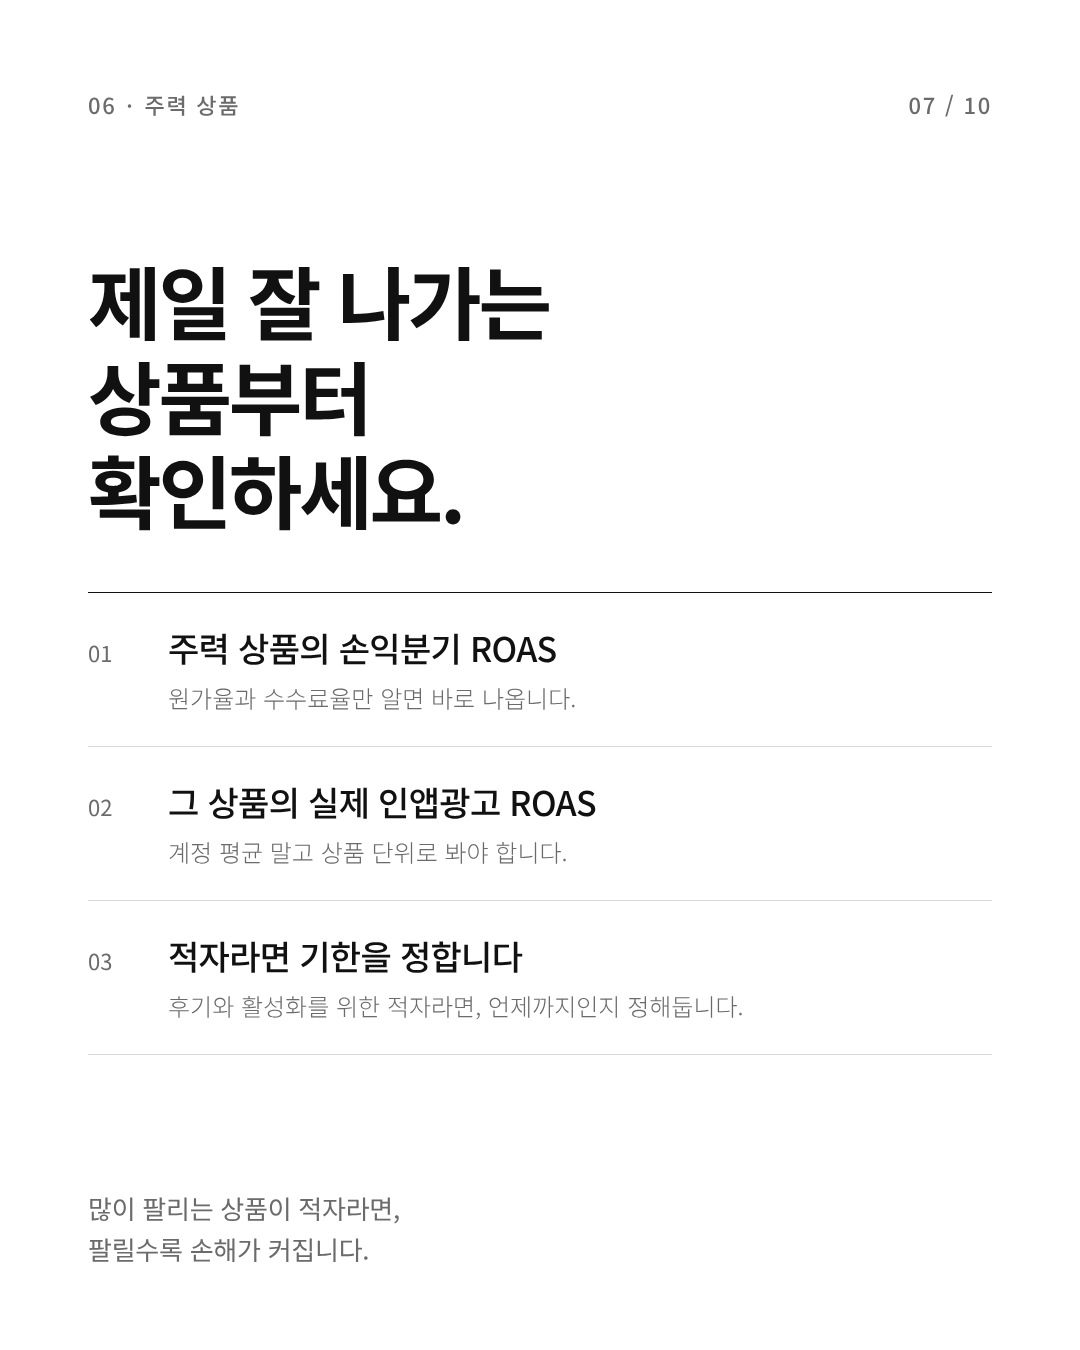 06 · 주력 상품
07 / 10
제일 잘 나가는
상품부터
확인하세요.
01
주력 상품의 손익분기 ROAS
원가율과 수수료율만 알면 바로 나옵니다.
02
그 상품의 실제 인앱광고 ROAS
계정 평균 말고 상품 단위로 봐야 합니다.
03
적자라면 기한을 정합니다
후기와 활성화를 위한 적자라면, 언제까지인지 정해둡니다.
많이 팔리는 상품이 적자라면,
팔릴수록 손해가 커집니다.